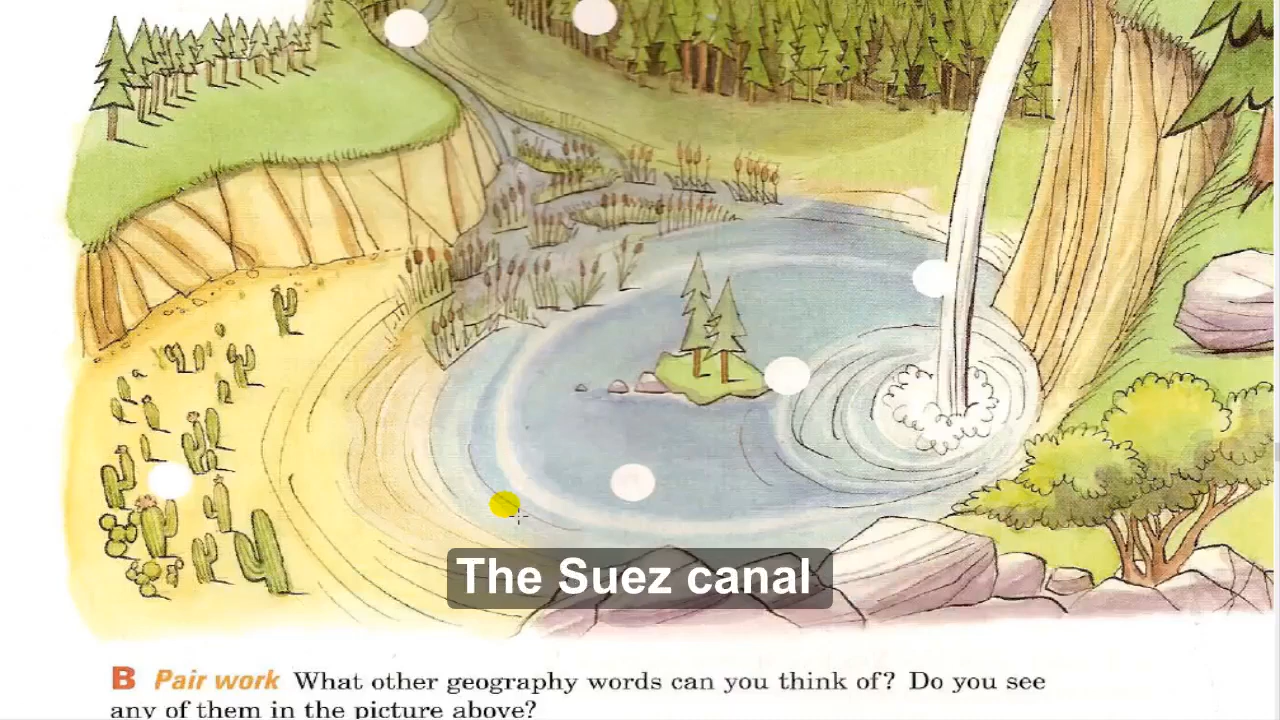 The Suez canal
B Pair work What other geography words can you think of? Do you see
any of them in the picture above?